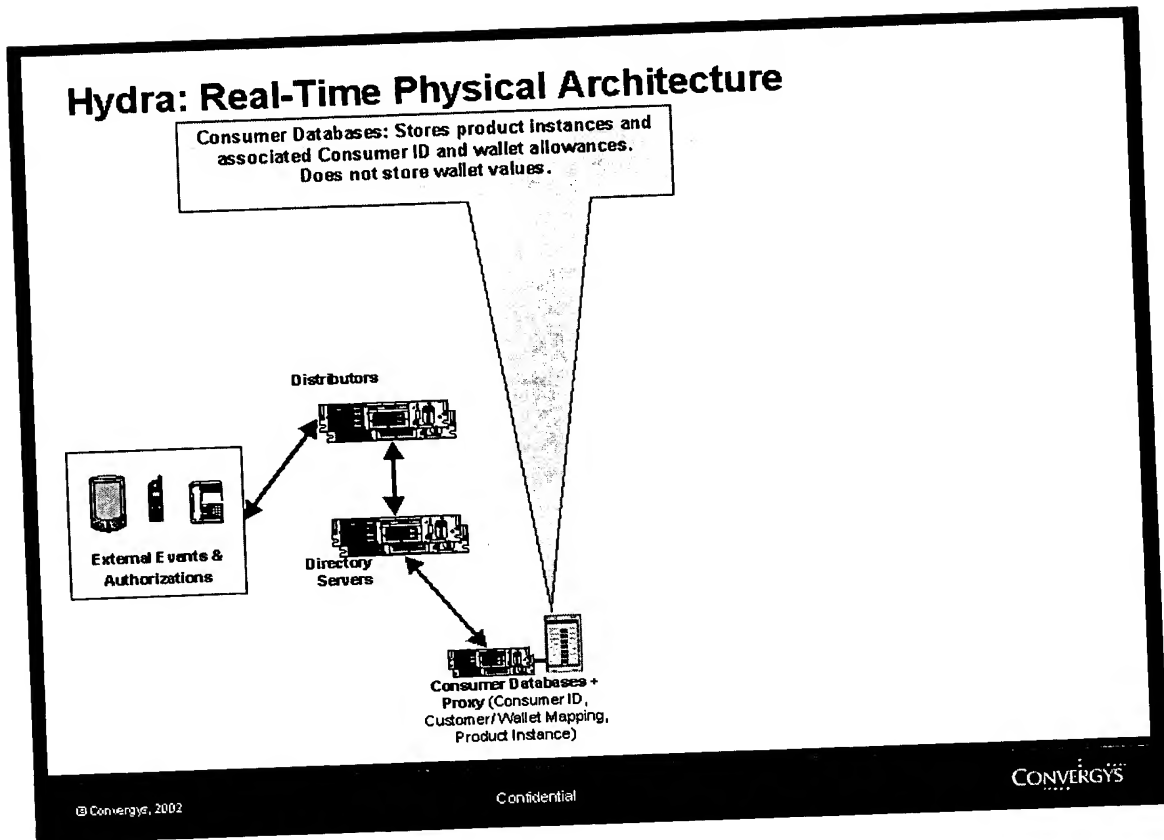 Hydra: Real-Time Physical Architecture
Consumer Databases: Stores product instances and
associated Consumer ID and wallet allowances.
Does not store wallet values.
Distributors
External Events &
Authorizations
Directory
Servers
Consumer Databases +
Proxy (Consumer ID,
Customer/Wallet Mapping,
Product Instance)
© Convergys, 2002
Confidential
CONVERGYS